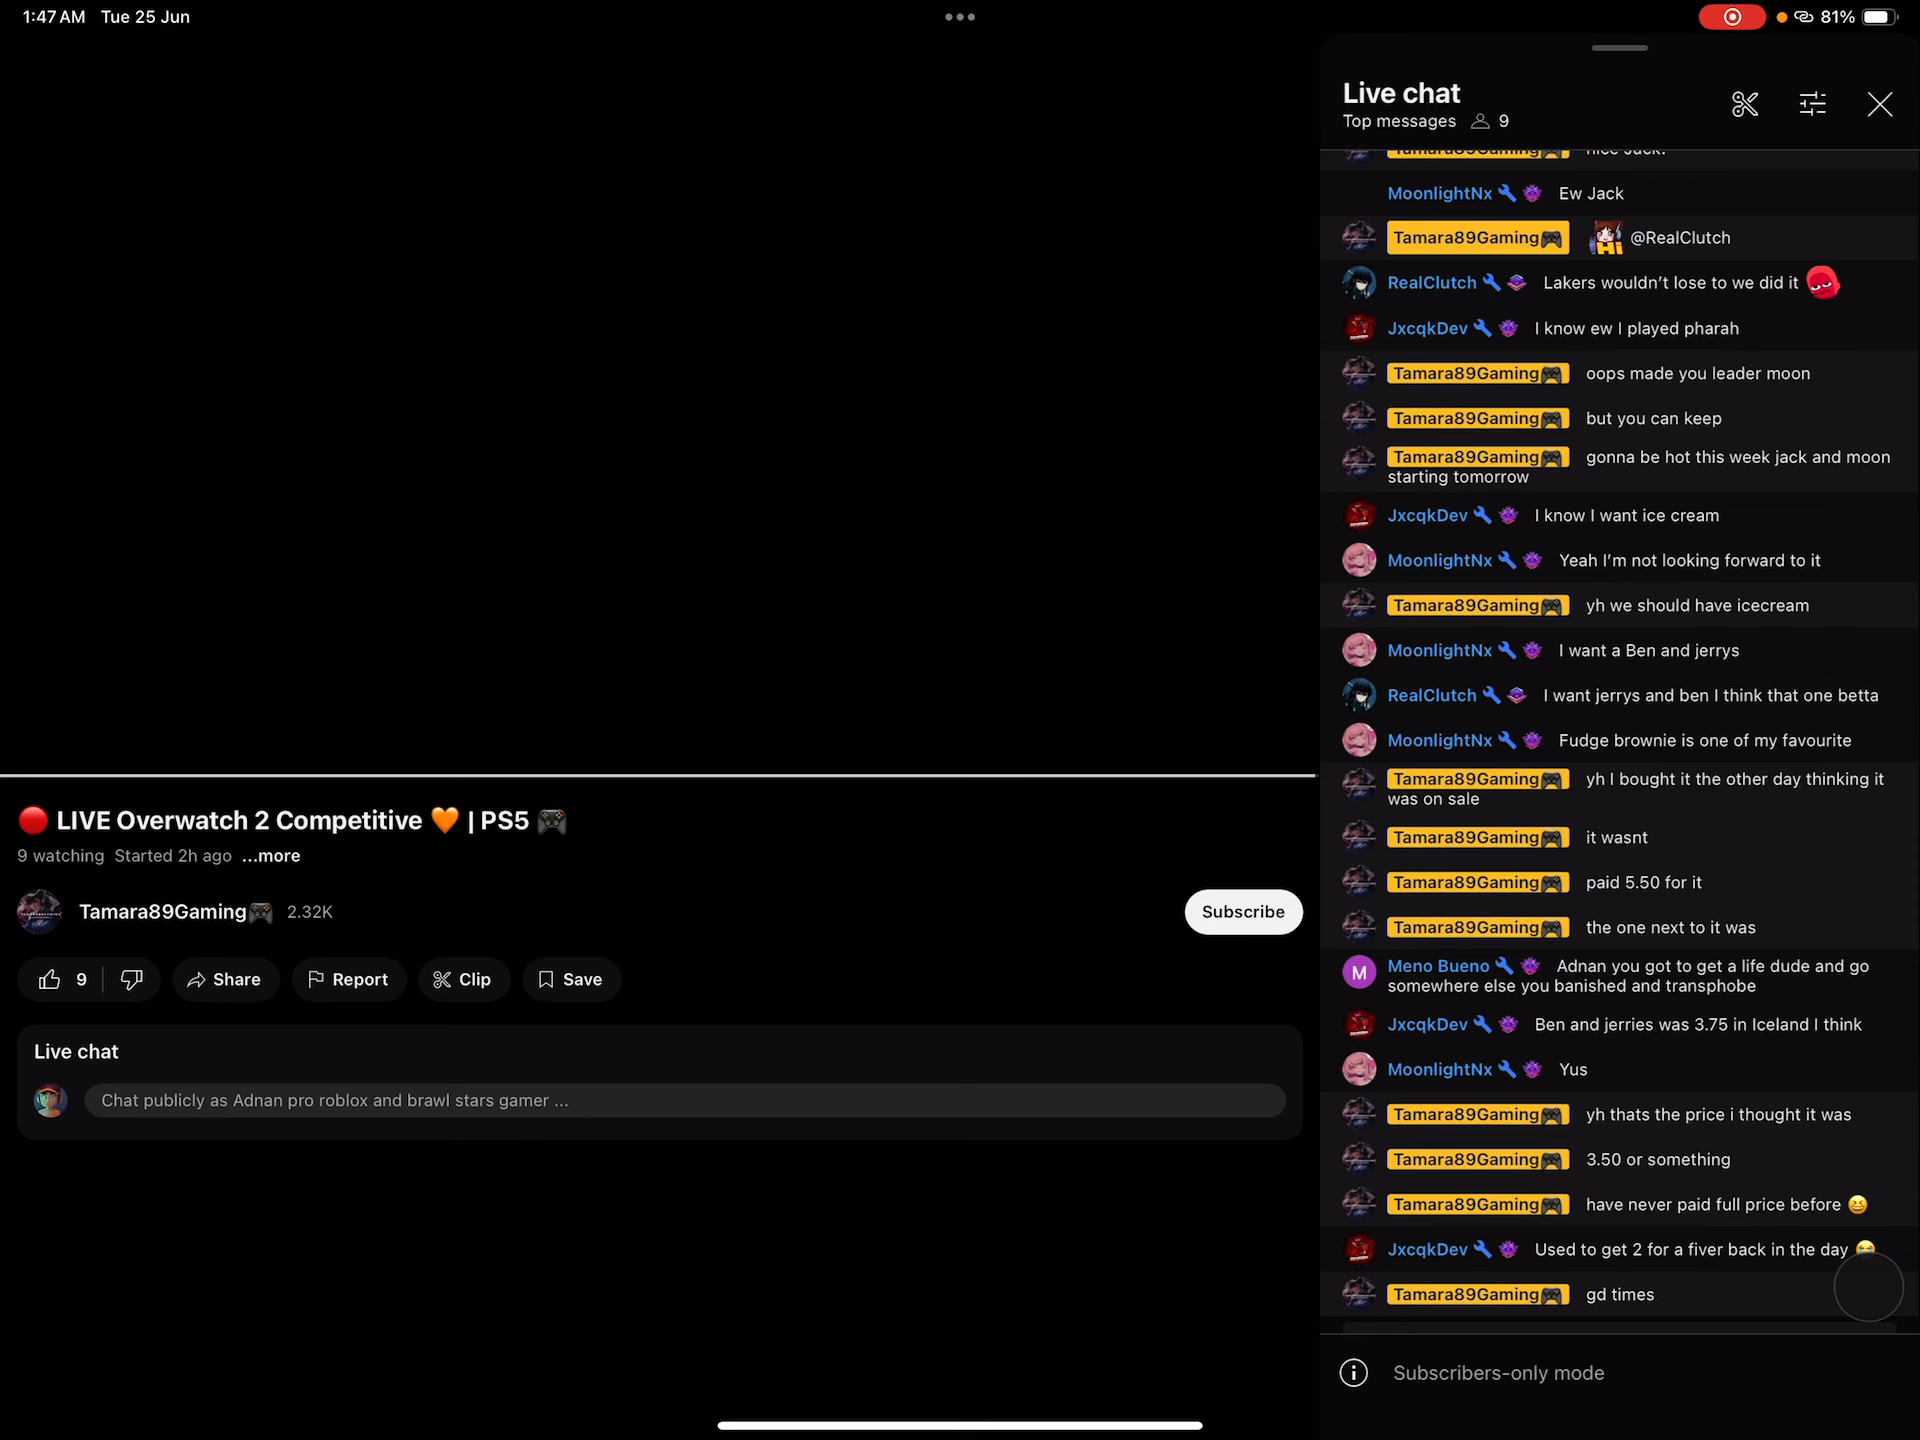 1:47 AM Tue 25 Jun
81%
Live chat
Top messages 9
Tamara89Gaming🎮 nice Jack!
MoonlightNx Ew Jack
Tamara89Gaming🎮 HI @RealClutch
RealClutch Lakers wouldn't lose to we did it
JxcqkDev I know ew I played pharah
Tamara89Gaming🎮 oops made you leader moon
Tamara89Gaming🎮 but you can keep
Tamara89Gaming🎮 gonna be hot this week jack and moon
starting tomorrow
JxcqkDev I know I want ice cream
MoonlightNx Yeah I'm not looking forward to it
Tamara89Gaming🎮 yh we should have icecream
MoonlightNx I want a Ben and jerrys
RealClutch I want jerrys and ben I think that one betta
MoonlightNx Fudge brownie is one of my favourite
Tamara89Gaming🎮 yh I bought it the other day thinking it
was on sale
Tamara89Gaming🎮 it wasnt
Tamara89Gaming🎮 paid 5.50 for it
Tamara89Gaming🎮 the one next to it was
M Meno Bueno Adnan you got to get a life dude and go
somewhere else you banished and transphobe
JxcqkDev Ben and jerries was 3.75 in Iceland I think
MoonlightNx Yus
Tamara89Gaming🎮 yh thats the price i thought it was
Tamara89Gaming🎮 3.50 or something
Tamara89Gaming🎮 have never paid full price before 😆
JxcqkDev Used to get 2 for a fiver back in the day 😂
Tamara89Gaming🎮 gd times
Subscribers-only mode
🔴 LIVE Overwatch 2 Competitive 🧡 | PS5 🎮
9 watching Started 2h ago ...more
Tamara89Gaming🎮 2.32K
Subscribe
9 Share Report Clip Save
Live chat
Chat publicly as Adnan pro roblox and brawl stars gamer ...